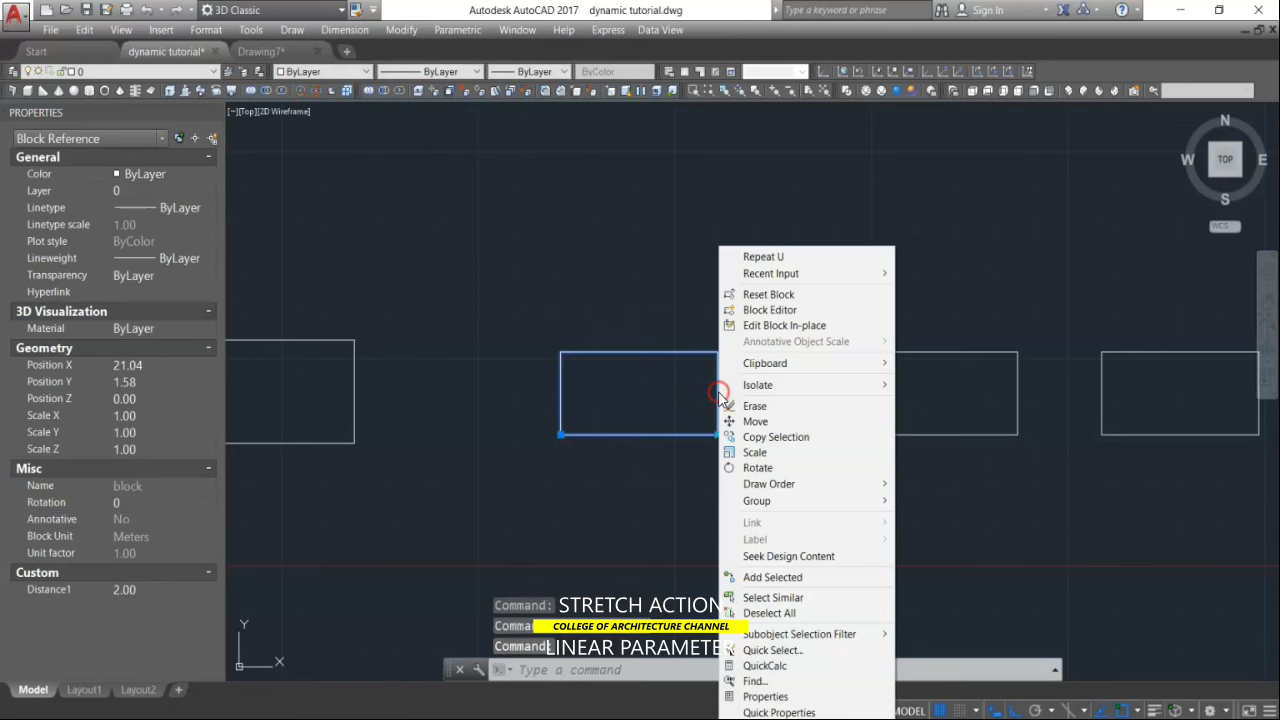 3D Classic
Autodesk AutoCAD 2017 dynamic tutorial.dwg
Type a keyword or phrase
Sign In
File Edit View Insert Format Tools Draw Dimension Modify Parametric Window Help Express Data View
Start
dynamic tutorial*
Drawing7*
0
ByLayer
ByLayer
ByLayer
ByColor
PROPERTIES
[−][Top][2D Wireframe]
Block Reference
General
Color ByLayer
Layer 0
Linetype ByLayer
Linetype scale 1.00
Plot style ByColor
Lineweight ByLayer
Transparency ByLayer
Hyperlink
3D Visualization
Material ByLayer
Geometry
Position X 21.04
Position Y 1.58
Position Z 0.00
Scale X 1.00
Scale Y 1.00
Scale Z 1.00
Misc
Name block
Rotation 0
Annotative No
Block Unit Meters
Unit factor 1.00
Custom
Distance1 2.00
N
W TOP E
S
WCS
Repeat U
Recent Input
Reset Block
Block Editor
Edit Block In-place
Annotative Object Scale
Clipboard
Isolate
Erase
Move
Copy Selection
Scale
Rotate
Draw Order
Group
Link
Label
Seek Design Content
Add Selected
Select Similar
Deselect All
Subobject Selection Filter
Quick Select...
QuickCalc
Find...
Properties
Quick Properties
Command: STRETCH ACTION
COLLEGE OF ARCHITECTURE CHANNEL
Command: LINEAR PARAMETER
Type a command
Y
X
Model Layout1 Layout2
MODEL